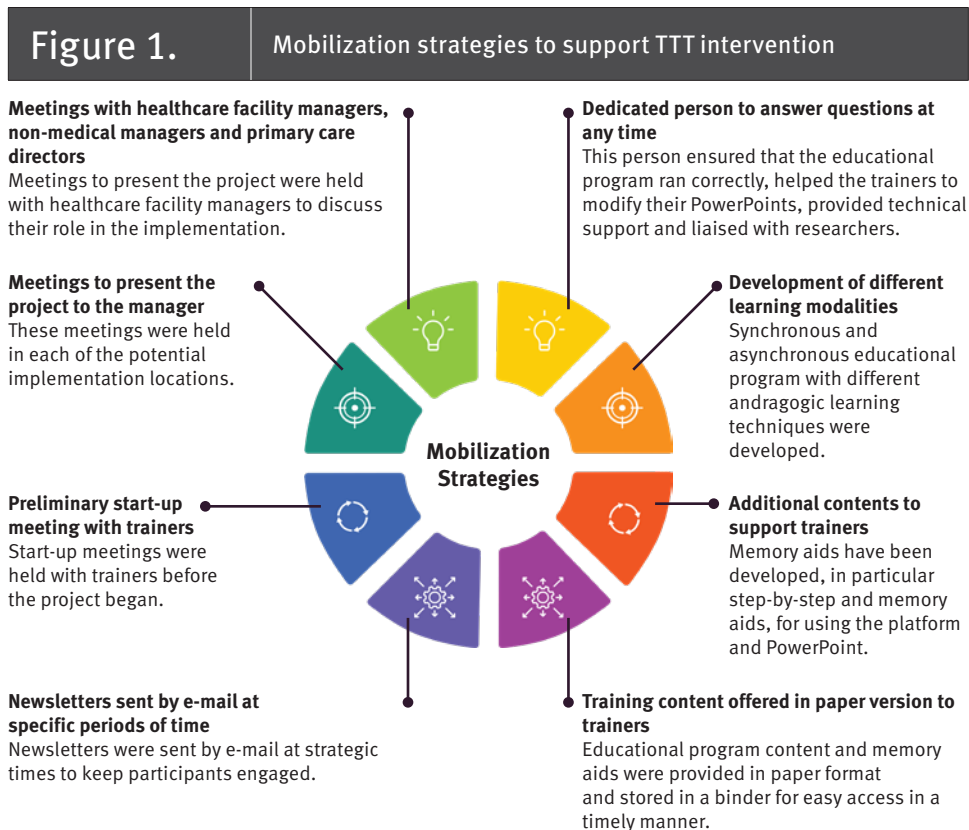 Figure 1.
Mobilization strategies to support TTT intervention
Meetings with healthcare facility managers,
non-medical managers and primary care
directors
Meetings to present the project were held
with healthcare facility managers to discuss
their role in the implementation.
Meetings to present the
project to the manager
These meetings were held
in each of the potential
implementation locations.
Preliminary start-up
meeting with trainers
Start-up meetings were
held with trainers before
the project began.
Newsletters sent by e-mail at
specific periods of time
Newsletters were sent by e-mail at strategic
times to keep participants engaged.
Mobilization
Strategies
Dedicated person to answer questions at
any time
This person ensured that the educational
program ran correctly, helped the trainers to
modify their PowerPoints, provided technical
support and liaised with researchers.
Development of different
learning modalities
Synchronous and
asynchronous educational
program with different
andragogic learning
techniques were
developed.
Additional contents to
support trainers
Memory aids have been
developed, in particular
step-by-step and memory
aids, for using the platform
and PowerPoint.
Training content offered in paper version to
trainers
Educational program content and memory
aids were provided in paper format
and stored in a binder for easy access in a
timely manner.